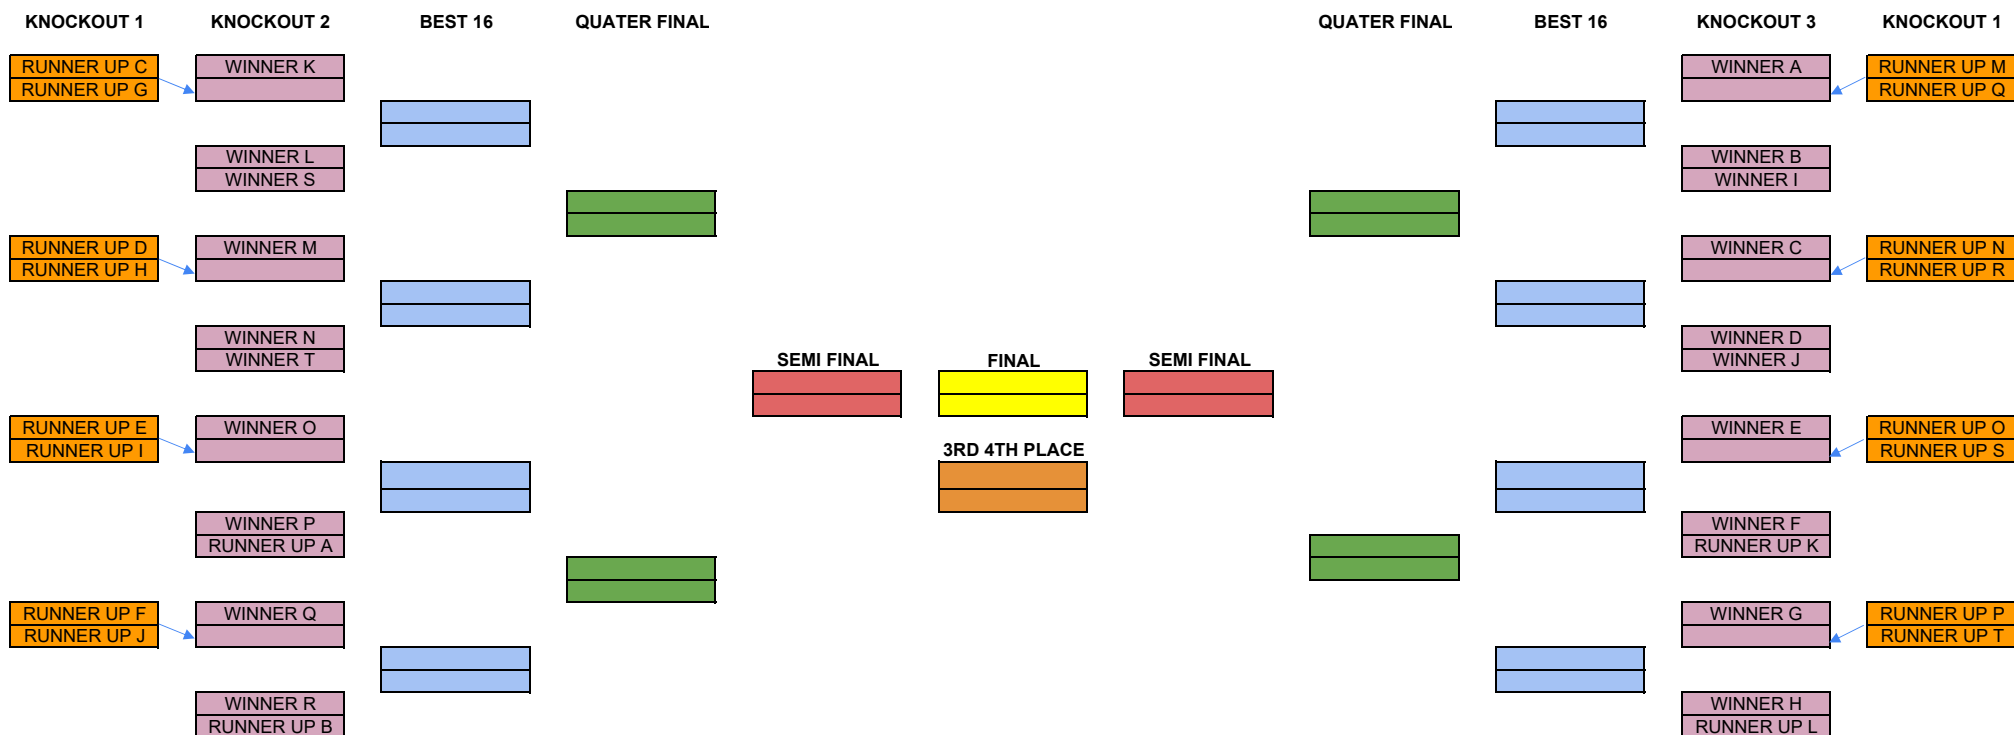 KNOCKOUT 1 KNOCKOUT 2 BEST 16 QUATER FINAL QUATER FINAL BEST 16 KNOCKOUT 3 KNOCKOUT 1
RUNNER UP C WINNER K WINNER A RUNNER UP M
RUNNER UP G RUNNER UP Q
WINNER L WINNER B
WINNER S WINNER I
RUNNER UP D WINNER M WINNER C RUNNER UP N
RUNNER UP H RUNNER UP R
WINNER N WINNER D
WINNER T SEMI FINAL FINAL SEMI FINAL WINNER J
RUNNER UP E WINNER O WINNER E RUNNER UP O
RUNNER UP I 3RD 4TH PLACE RUNNER UP S
WINNER P WINNER F
RUNNER UP A RUNNER UP K
RUNNER UP F WINNER Q WINNER G RUNNER UP P
RUNNER UP J RUNNER UP T
WINNER R WINNER H
RUNNER UP B RUNNER UP L